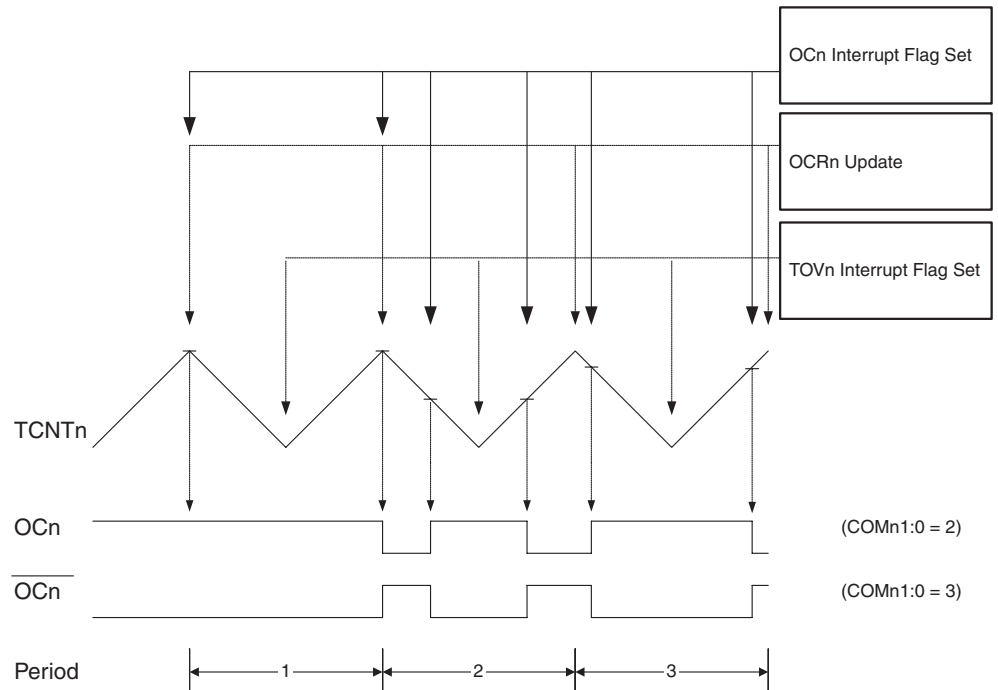 OCn Interrupt Flag Set
OCRn Update
TOVn Interrupt Flag Set
TCNTn
OCn
(COMn1:0 = 2)
OCn
(COMn1:0 = 3)
Period
1
2
3